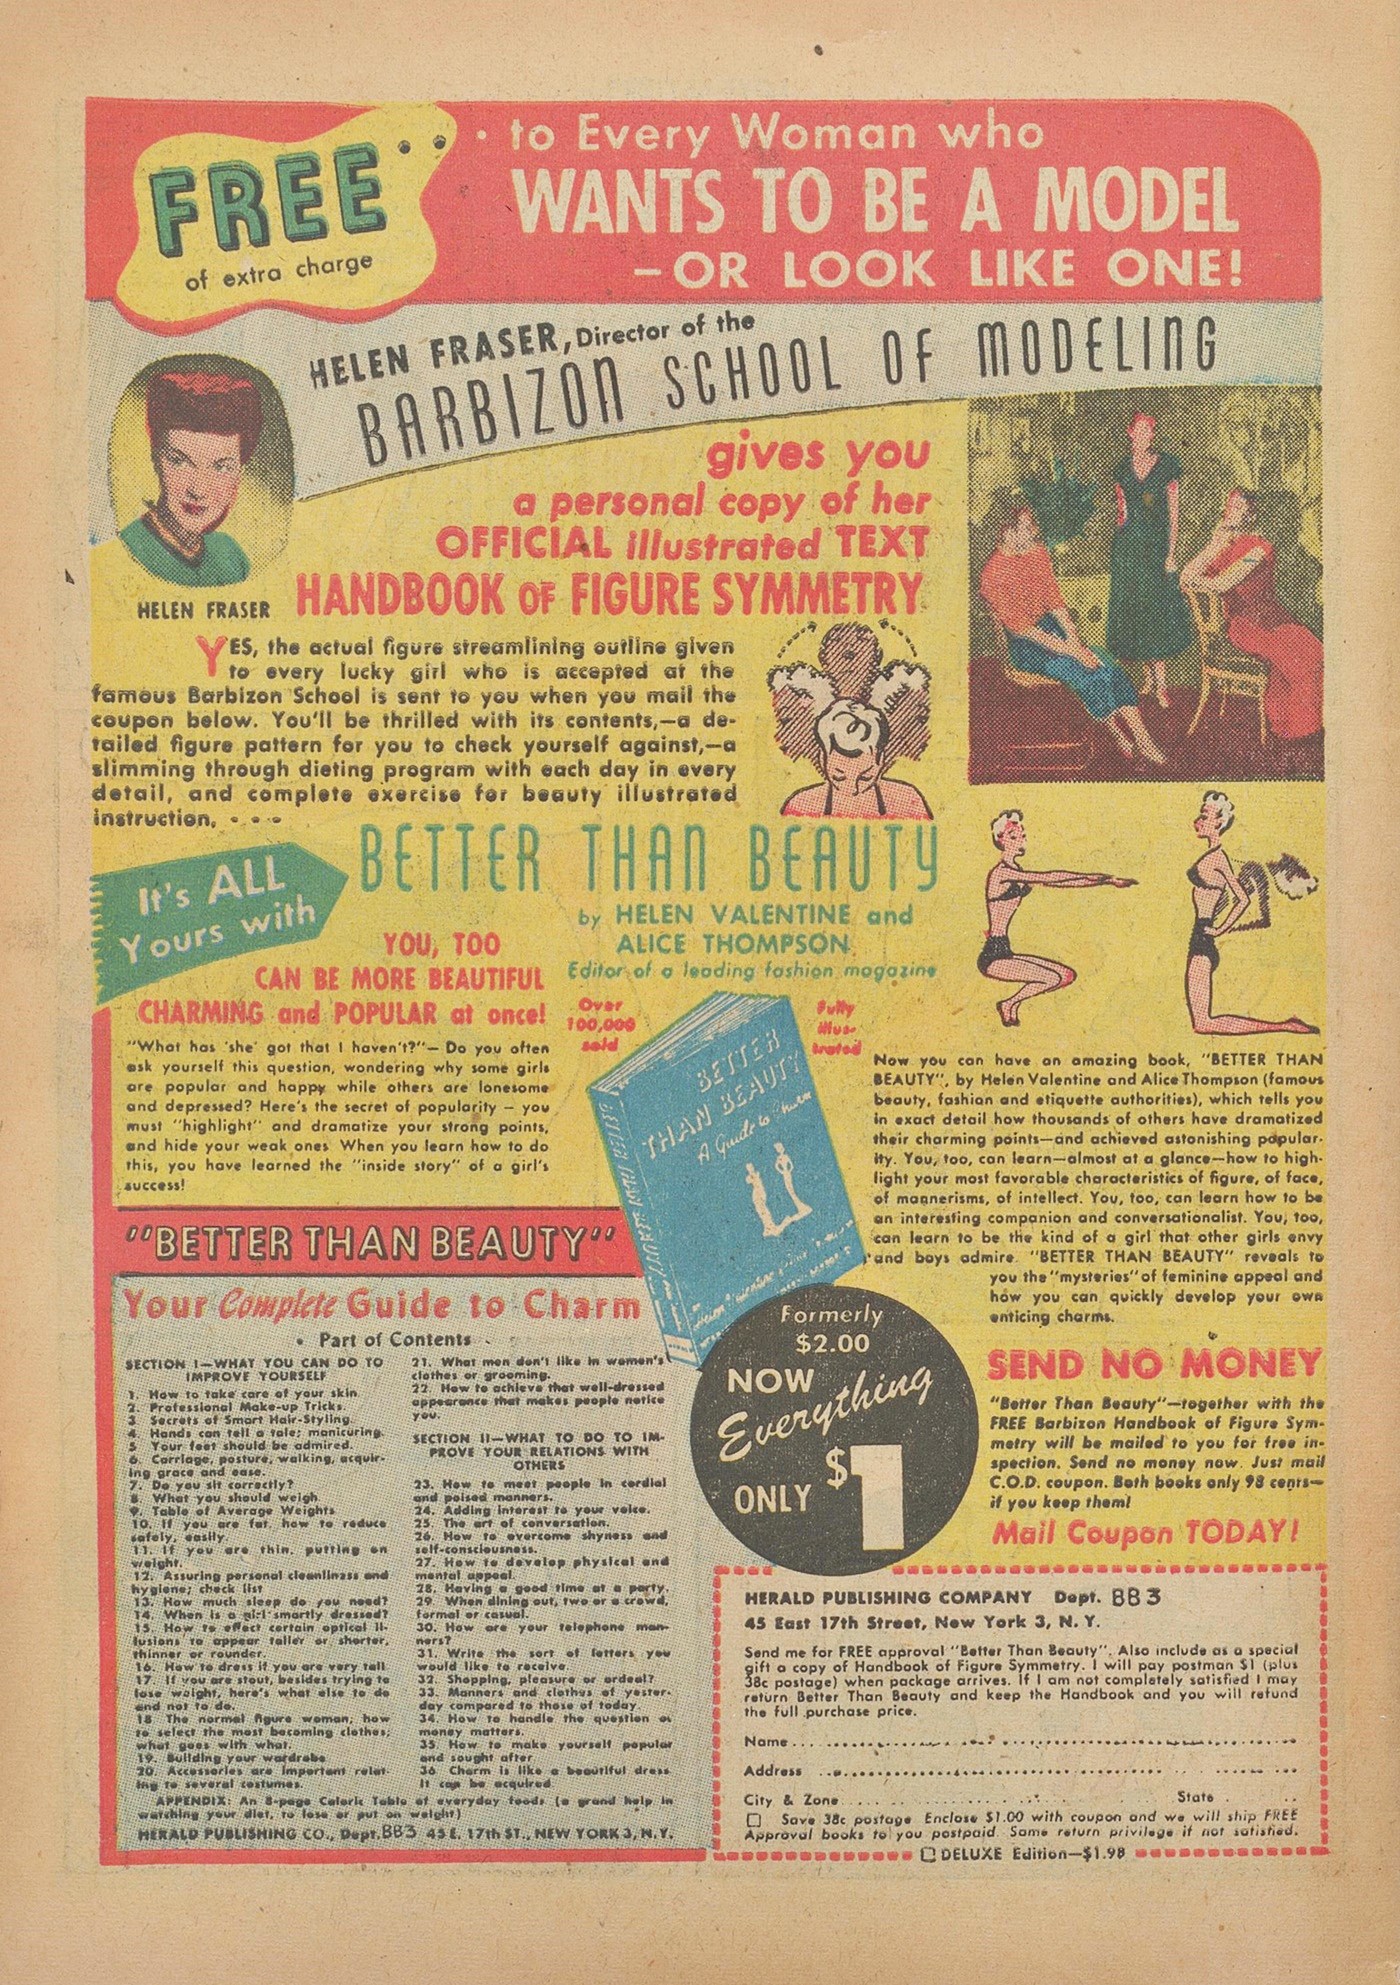 FREE . . .
of extra charge
to Every Woman who
WANTS TO BE A MODEL
—OR LOOK LIKE ONE!
HELEN FRASER, Director of the
BARBIZON SCHOOL OF MODELING
gives you
a personal copy of her
OFFICIAL illustrated TEXT
HANDBOOK OF FIGURE SYMMETRY
HELEN FRASER
YES, the actual figure streamlining outline given
to every lucky girl who is accepted at the
famous Barbizon School is sent to you when you mail the
coupon below. You'll be thrilled with its contents,—a de-
tailed figure pattern for you to check yourself against,—a
slimming through dieting program with each day in every
detail, and complete exercise for beauty illustrated
instruction, - - - -
It's ALL
Yours with
BETTER THAN BEAUTY
by HELEN VALENTINE and
ALICE THOMPSON
Editor of a leading fashion magazine
YOU, TOO
CAN BE MORE BEAUTIFUL
CHARMING and POPULAR at once!
"What has 'she' got that I haven't?"— Do you often
ask yourself this question, wondering why some girls
are popular and happy while others are lonesome
and depressed? Here's the secret of popularity — you
must "highlight" and dramatize your strong points,
and hide your weak ones When you learn how to do
this, you have learned the "inside story" of a girl's
success!
Over
100,000
sold
Fully
illus-
trated
BETTER
THAN BEAUTY
A Guide to Charm
BETTER THAN BEAUTY
Now you can have an amazing book, "BETTER THAN
BEAUTY", by Helen Valentine and Alice Thompson (famous
beauty, fashion and etiquette authorities), which tells you
in exact detail how thousands of others have dramatized
their charming points—and achieved astonishing popular-
ity. You, too, can learn—almost at a glance—how to high-
light your most favorable characteristics of figure, of face,
of mannerisms, of intellect. You, too, can learn how to be
an interesting companion and conversationalist. You, too,
can learn to be the kind of a girl that other girls envy
and boys admire. "BETTER THAN BEAUTY" reveals to
you the "mysteries" of feminine appeal and
how you can quickly develop your own
enticing charms.
"BETTER THAN BEAUTY"
Your Complete Guide to Charm
• Part of Contents
SECTION I—WHAT YOU CAN DO TO
IMPROVE YOURSELF
1. How to take care of your skin
2. Professional Make-up Tricks.
3 Secrets of Smart Hair-Styling.
4. Hands can tell a tale; manicuring.
5 Your feet should be admired.
6. Carriage, posture, walking, acquir-
ing grace and ease.
7. Do you sit correctly?
8. What you should weigh
9. Table of Average Weights
10. If you are fat, how to reduce
safely, easily.
11. If you are thin, putting on
weight.
12. Assuring personal cleanliness and
hygiene; check list
13. How much sleep do you need?
14. When is a girl smartly dressed?
15. How to effect certain optical il-
lusions to appear taller or shorter,
thinner or rounder.
16. How to dress if you are very tall
17. If you are stout, besides trying to
lose weight, here's what else to do
and not to do.
18 The normal figure woman; how
to select the most becoming clothes;
what goes with what.
19. Building your wardrobe
20. Accessories are important relat-
ing to several costumes.
21. What men don't like in women's
clothes or grooming.
22. How to achieve that well-dressed
appearance that makes people notice
you.
SECTION II—WHAT TO DO TO IM-
PROVE YOUR RELATIONS WITH
OTHERS
23. How to meet people in cordial
and poised manners.
24. Adding interest to your voice.
25. The art of conversation.
26. How to overcome shyness and
self-consciousness.
27. How to develop physical and
mental appeal.
28. Having a good time at a party.
29. When dining out, two or a crowd,
formal or casual.
30. How are your telephone man-
ners?
31. Write the sort of letters you
would like to receive.
32. Shopping, pleasure or ordeal?
33. Manners and clothes of yester-
day compared to those of today.
34. How to handle the question of
money matters.
35. How to make yourself popular
and sought after
36 Charm is like a beautiful dress
It can be acquired
APPENDIX: An 8-page Caloric Table of everyday foods (a grand help in
watching your diet, to lose or put on weight)
HERALD PUBLISHING CO., Dept. BB3 45 E. 17th ST., NEW YORK 3, N. Y.
Formerly
$2.00
NOW
Everything
ONLY $1
SEND NO MONEY
"Better Than Beauty"—together with the
FREE Barbizon Handbook of Figure Sym-
metry will be mailed to you for free in-
spection. Send no money now. Just mail
C.O.D. coupon. Both books only 98 cents—
if you keep them!
Mail Coupon TODAY!
HERALD PUBLISHING COMPANY Dept. BB3
45 East 17th Street, New York 3, N. Y.
Send me for FREE approval "Better Than Beauty". Also include as a special
gift a copy of Handbook of Figure Symmetry. I will pay postman $1 (plus
38c postage) when package arrives. If I am not completely satisfied I may
return Better Than Beauty and keep the Handbook and you will refund
the full purchase price.
Name
Address
City & Zone State
Save 38c postage Enclose $1.00 with coupon and we will ship FREE
Approval books to you postpaid. Same return privilege if not satisfied.
DELUXE Edition—$1.98